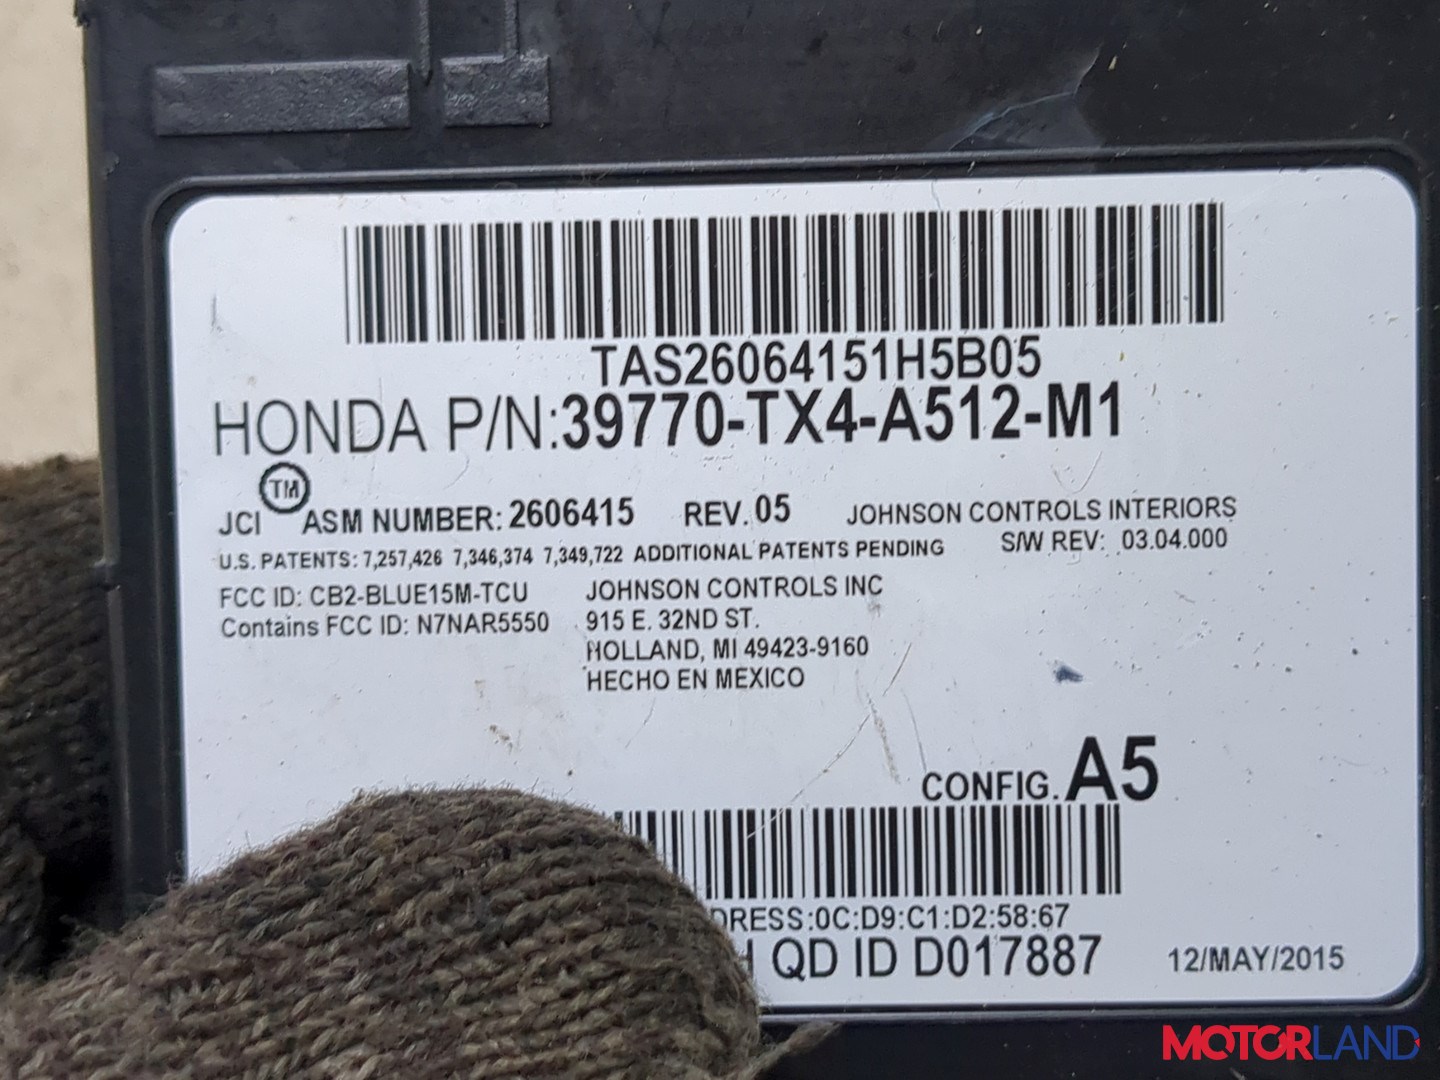 TAS26064151H5B05
HONDA P/N:39770-TX4-A512-M1
TM
JCI ASM NUMBER: 2606415 REV. 05 JOHNSON CONTROLS INTERIORS
U.S. PATENTS: 7,257,426 7,346,374 7,349,722 ADDITIONAL PATENTS PENDING S/W REV: 03.04.000
FCC ID: CB2-BLUE15M-TCU JOHNSON CONTROLS INC
Contains FCC ID: N7NAR5550 915 E. 32ND ST.
HOLLAND, MI 49423-9160
HECHO EN MEXICO
CONFIG. A5
DRESS:0C:D9:C1:D2:58:67
QD ID D017887 12/MAY/2015
MOTORLAND